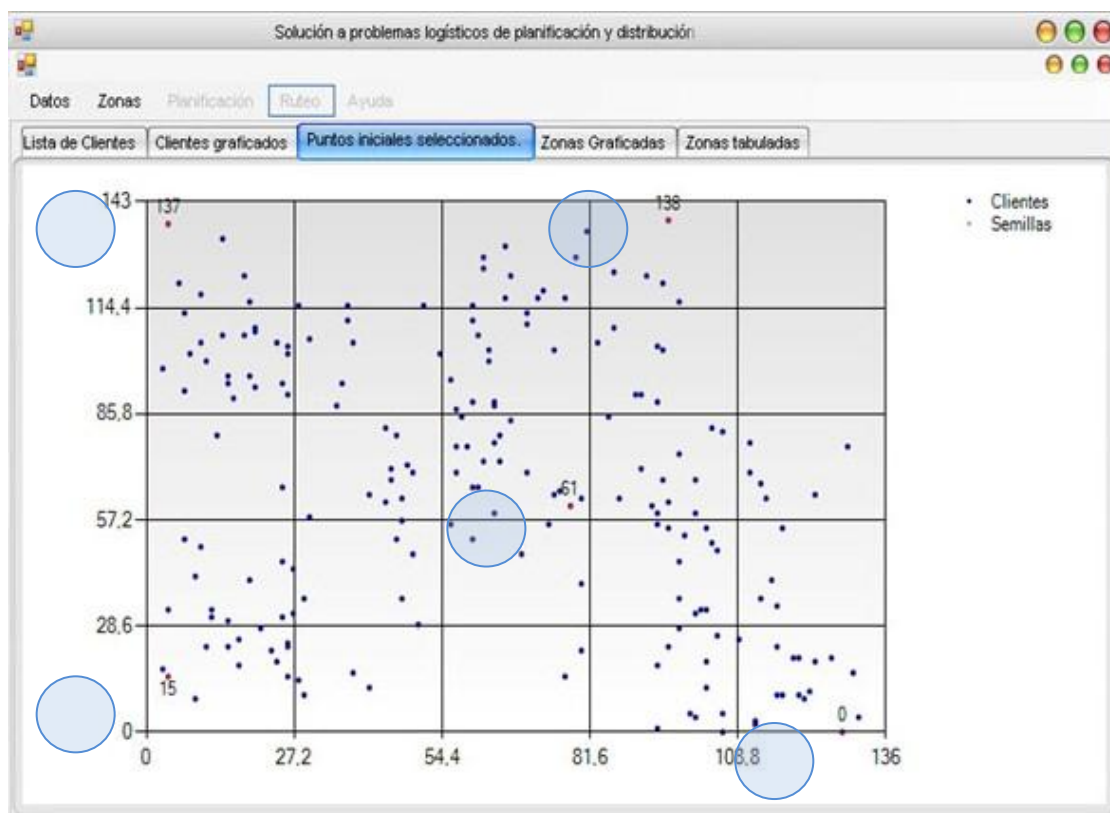 Solución a problemas logísticos de planificación y distribución
Datos Zonas Planificación Ruteo Ayuda
Lista de Clientes Clientes graficados Puntos iniciales seleccionados. Zonas Graficadas Zonas tabuladas
143
137
138
Clientes
Semillas
114,4
85,8
61
57,2
28,6
15
0
0
0 27,2 54,4 81,6 108,8 136